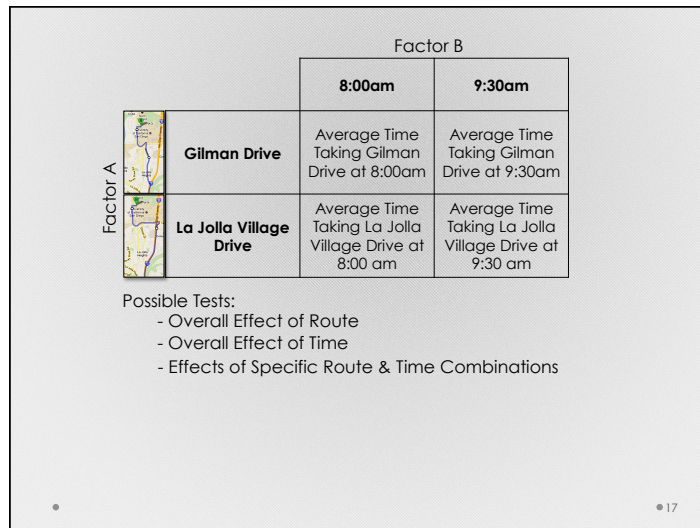 Factor B
8:00am
9:30am
Factor A
Gilman Drive
Average Time
Taking Gilman
Drive at 8:00am
Average Time
Taking Gilman
Drive at 9:30am
La Jolla Village
Drive
Average Time
Taking La Jolla
Village Drive at
8:00 am
Average Time
Taking La Jolla
Village Drive at
9:30 am
Possible Tests:
- Overall Effect of Route
- Overall Effect of Time
- Effects of Specific Route & Time Combinations
17